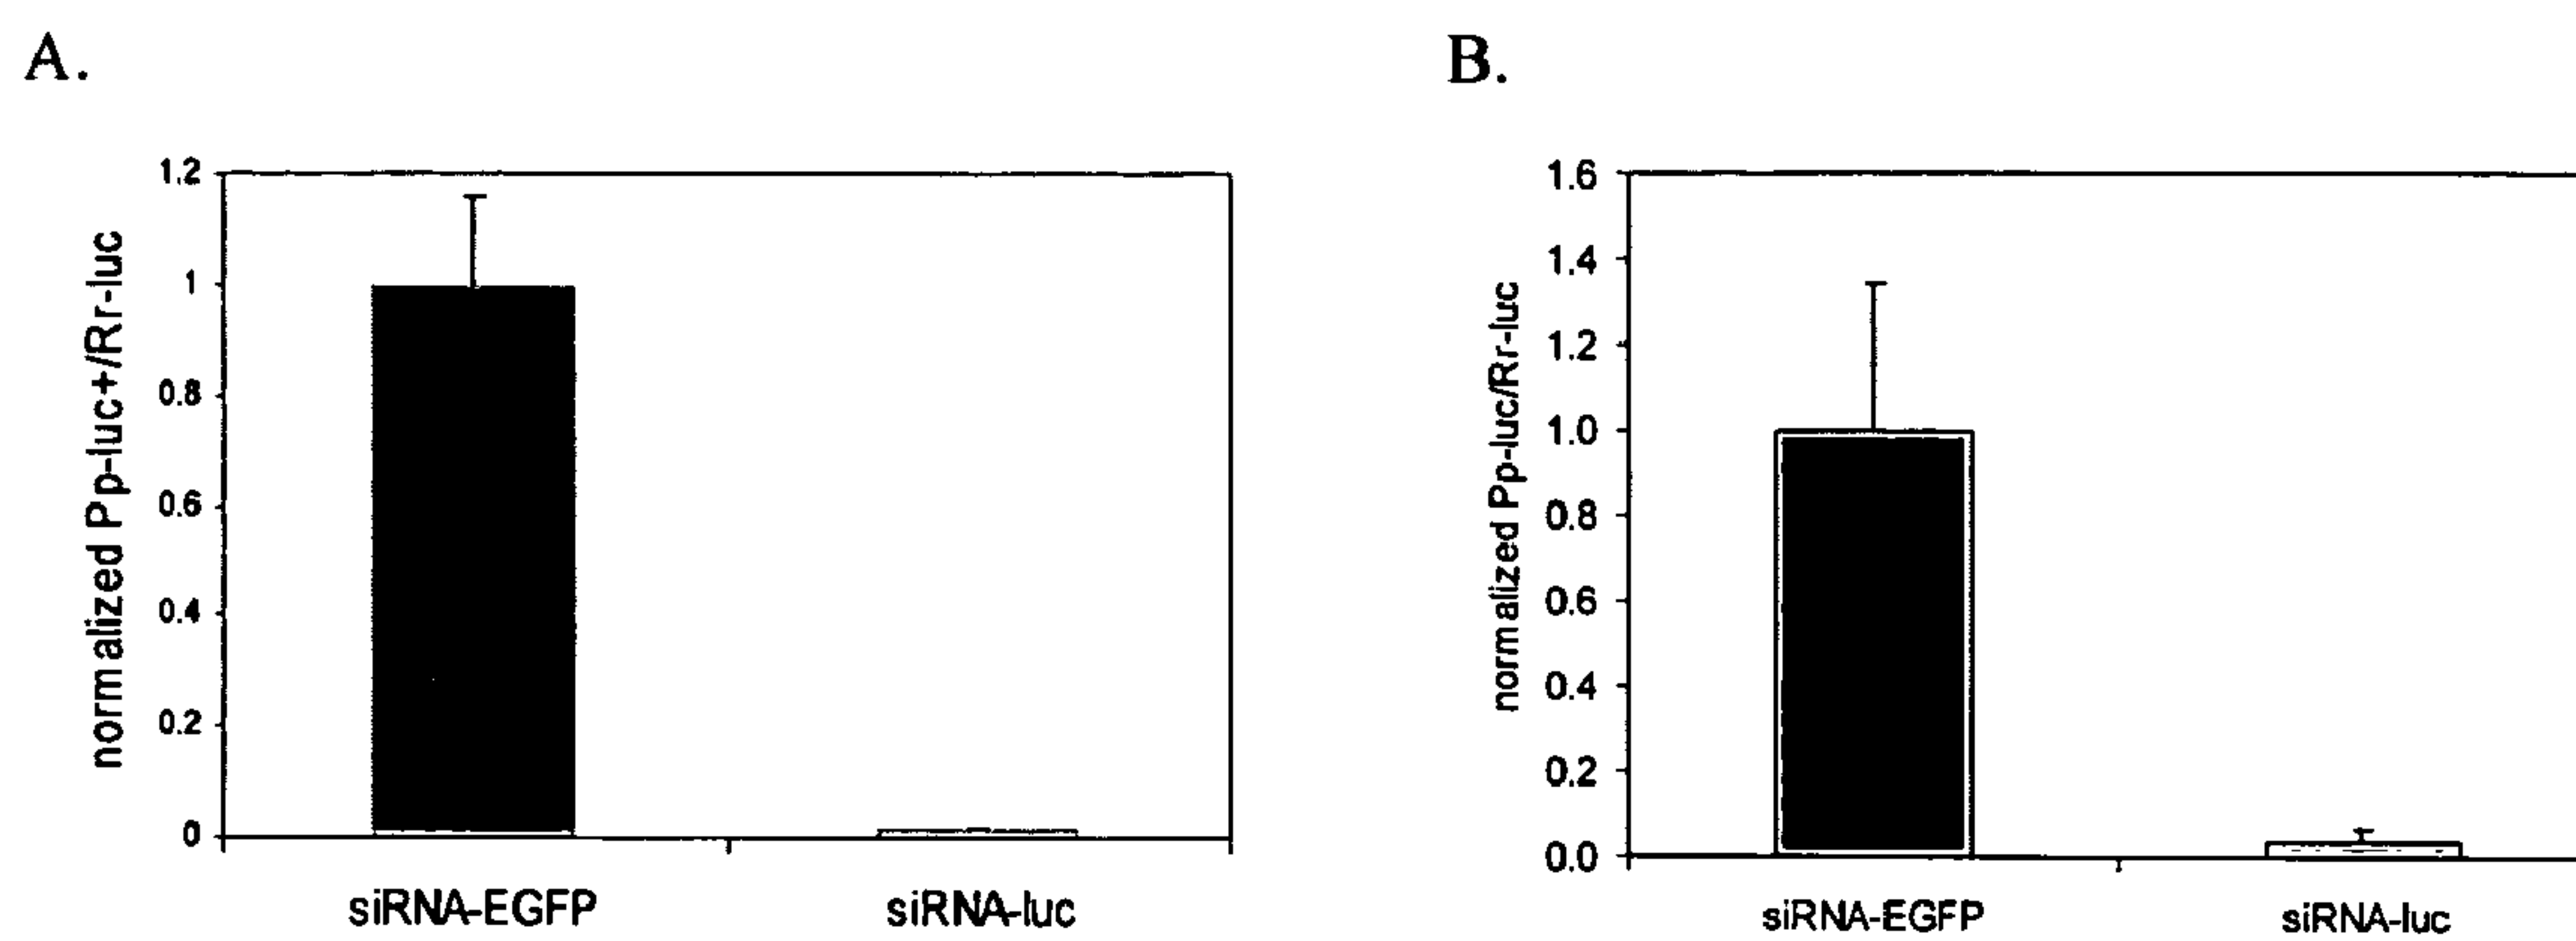 A.
normalized Pp-luc+/Rr-luc
1.2
1
0.8
0.6
0.4
0.2
0
siRNA-EGFP
siRNA-luc
B.
normalized Pp-luc/Rr-luc
1.6
1.4
1.2
1.0
0.8
0.6
0.4
0.2
0.0
siRNA-EGFP
siRNA-luc